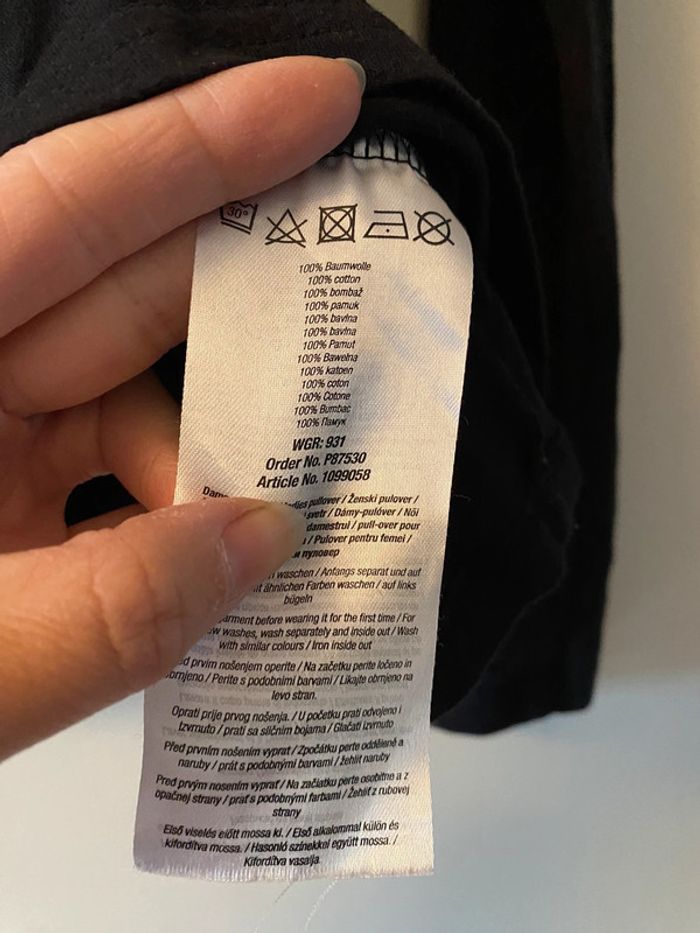 30°
100% Baumwolle
100% cotton
100% bombaž
100% pamuk
100% bavlna
100% bavlna
100% Pamut
100% Bawełna
100% katoen
100% coton
100% Cotone
100% Bumbac
100% Памук
WGR: 931
Order No. P87530
Article No. 1099058
pullover / Ženski pulover /
svetr / Dámy-pulóver / Női
damestrui / pull-over pour
/ Pulover pentru femei /
пуловер
waschen / Anfangs separat und auf
ähnlichen Farben waschen / auf links
bügeln
before wearing it for the first time / For
washes, wash separately and inside out / Wash
with similar colours / Iron inside out
prvim nošenjem operite / Na začetku perite ločeno in
/ Perite s podobnimi barvami / Likajte obrnjeno na
levo stran.
Oprati prije prvog nošenja. / U početku prati odvojeno i
izvrnuto / prati sa sličnim bojama / Glačati izvrnuto
Před prvním nošením vyprat / Zpočátku perte odděleně a
naruby / prát s podobnými barvami / žehlit naruby
Pred prvým nosením vyprať / Na začiatku perte osobitne a z
opačnej strany / prať s podobnými farbami / Žehliť z rubovej
strany
Első viselés előtt mossa ki. / Első alkalommal külön és
kifordítva mossa. / Hasonló színekkel együtt mossa. /
Kifordítva vasalja.